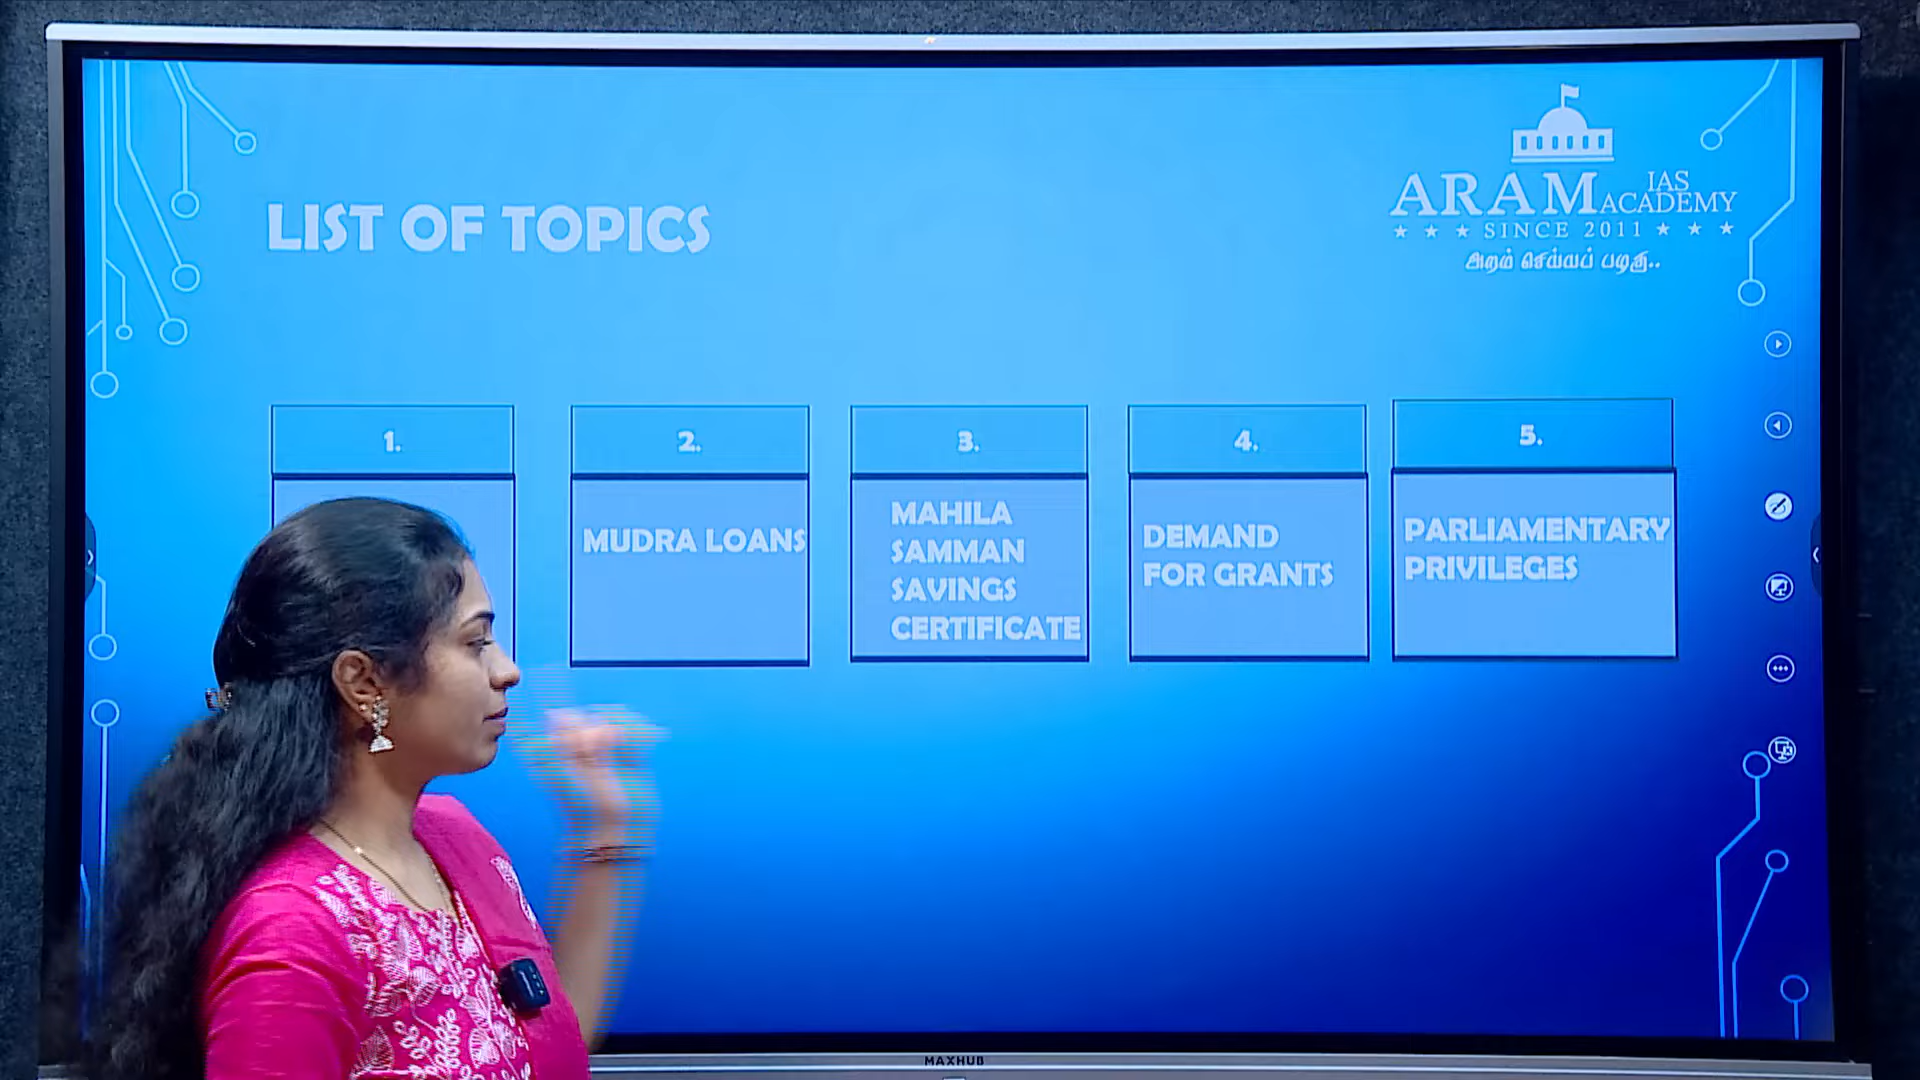 LIST OF TOPICS
ARAM IAS ACADEMY
★ ★ ★ SINCE 2011 ★ ★ ★
அறம் செய்யப் பழகு..
1.
2.
MUDRA LOANS
3.
MAHILA
SAMMAN
SAVINGS
CERTIFICATE
4.
DEMAND
FOR GRANTS
5.
PARLIAMENTARY
PRIVILEGES
MAXHUB